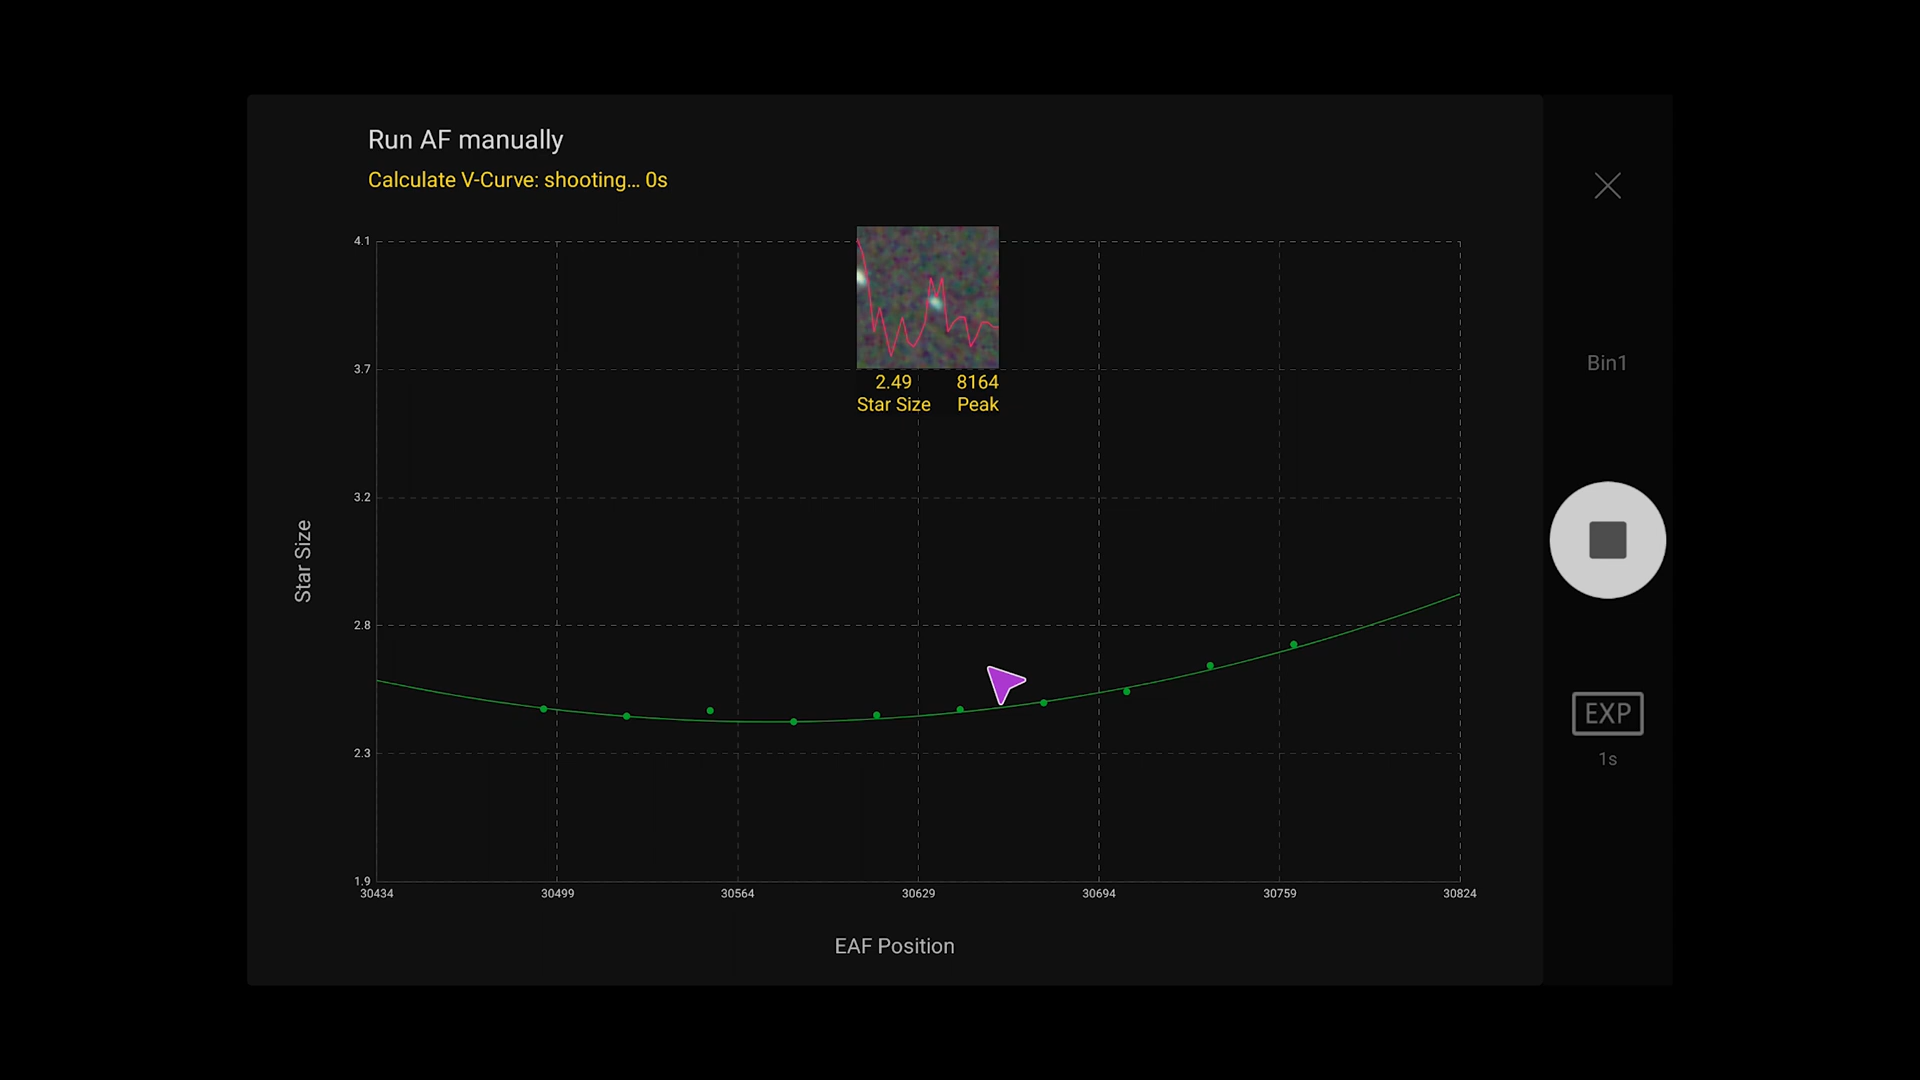 Run AF manually
Calculate V-Curve: shooting... 0s
4.1
3.7
2.49 8164
Star Size Peak
3.2
2.8
2.3
1.9
Star Size
30434 30499 30564 30629 30694 30759 30824
EAF Position
Bin1
EXP
1s